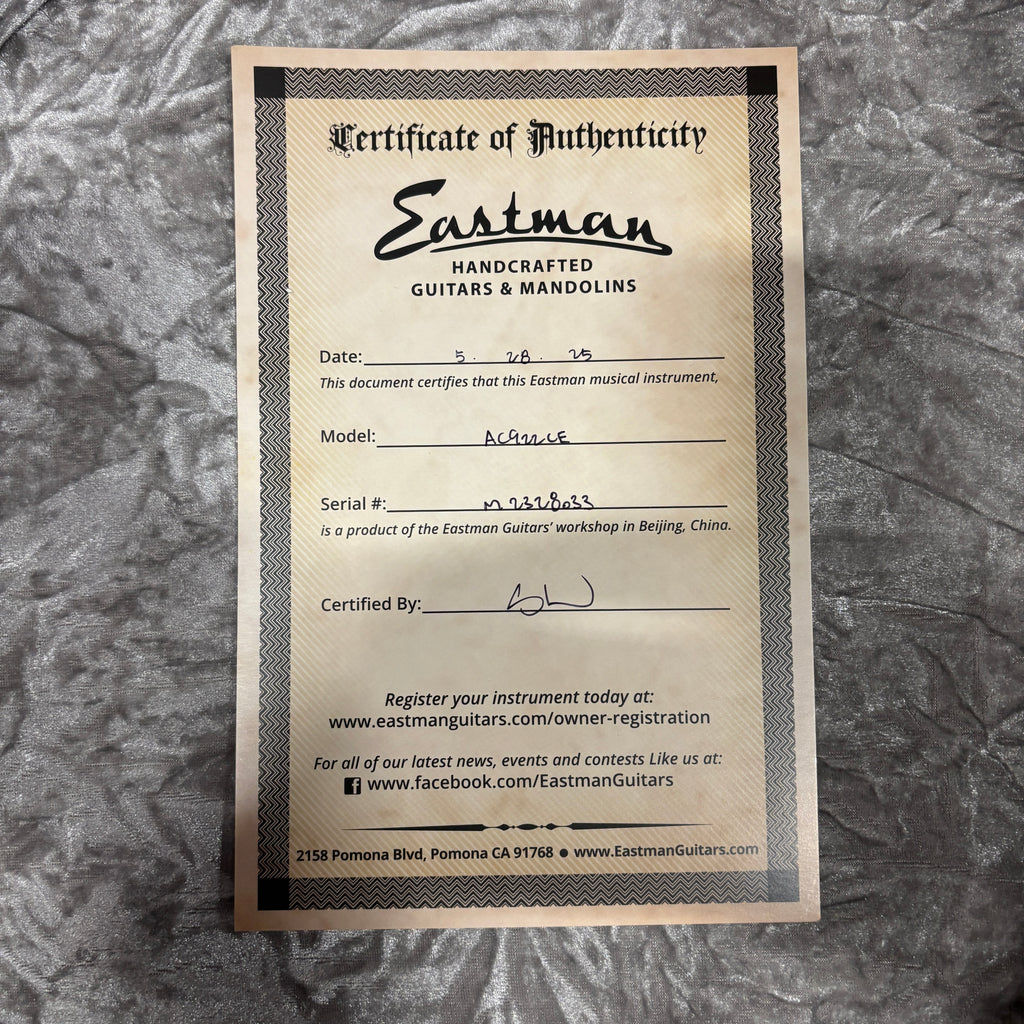 Certificate of Authenticity
Eastman
HANDCRAFTED
GUITARS & MANDOLINS
Date: 5. 28. 25
This document certifies that this Eastman musical instrument,
Model: AC922CE
Serial #: M2328033
is a product of the Eastman Guitars' workshop in Beijing, China.
Certified By:
Register your instrument today at:
www.eastmanguitars.com/owner-registration
For all of our latest news, events and contests Like us at:
f www.facebook.com/EastmanGuitars
2158 Pomona Blvd, Pomona CA 91768 ● www.EastmanGuitars.com